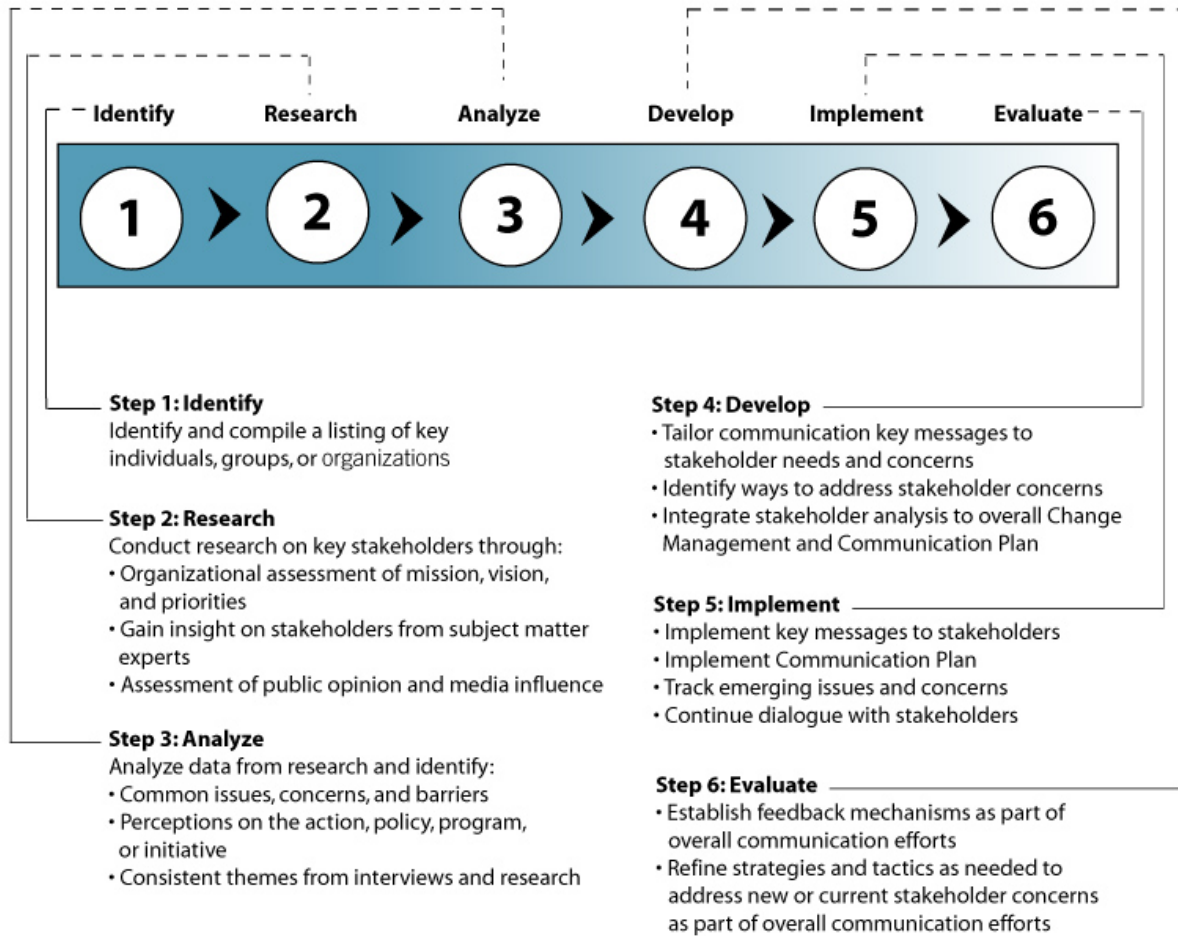 Identify
Research
Analyze
Develop
Implement
Evaluate
1
2
3
4
5
6
Step 1: Identify
Identify and compile a listing of key
individuals, groups, or organizations
Step 2: Research
Conduct research on key stakeholders through:
• Organizational assessment of mission, vision,
and priorities
• Gain insight on stakeholders from subject matter
experts
• Assessment of public opinion and media influence
Step 3: Analyze
Analyze data from research and identify:
• Common issues, concerns, and barriers
• Perceptions on the action, policy, program,
or initiative
• Consistent themes from interviews and research
Step 4: Develop
• Tailor communication key messages to
stakeholder needs and concerns
• Identify ways to address stakeholder concerns
• Integrate stakeholder analysis to overall Change
Management and Communication Plan
Step 5: Implement
• Implement key messages to stakeholders
• Implement Communication Plan
• Track emerging issues and concerns
• Continue dialogue with stakeholders
Step 6: Evaluate
• Establish feedback mechanisms as part of
overall communication efforts
• Refine strategies and tactics as needed to
address new or current stakeholder concerns
as part of overall communication efforts